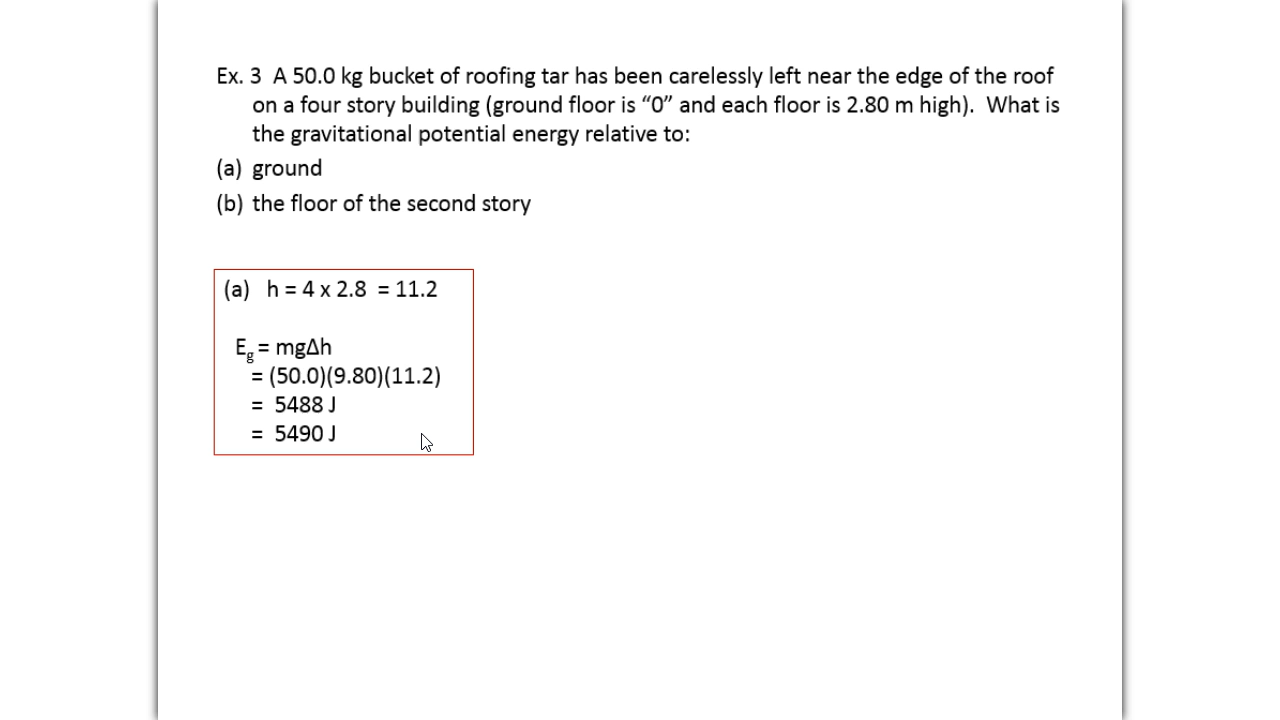 Ex. 3 A 50.0 kg bucket of roofing tar has been carelessly left near the edge of the roof
on a four story building (ground floor is “0” and each floor is 2.80 m high). What is
the gravitational potential energy relative to:
(a) ground
(b) the floor of the second story
(a) h = 4 x 2.8 = 11.2
Eg = mgΔh
= (50.0)(9.80)(11.2)
= 5488 J
= 5490 J